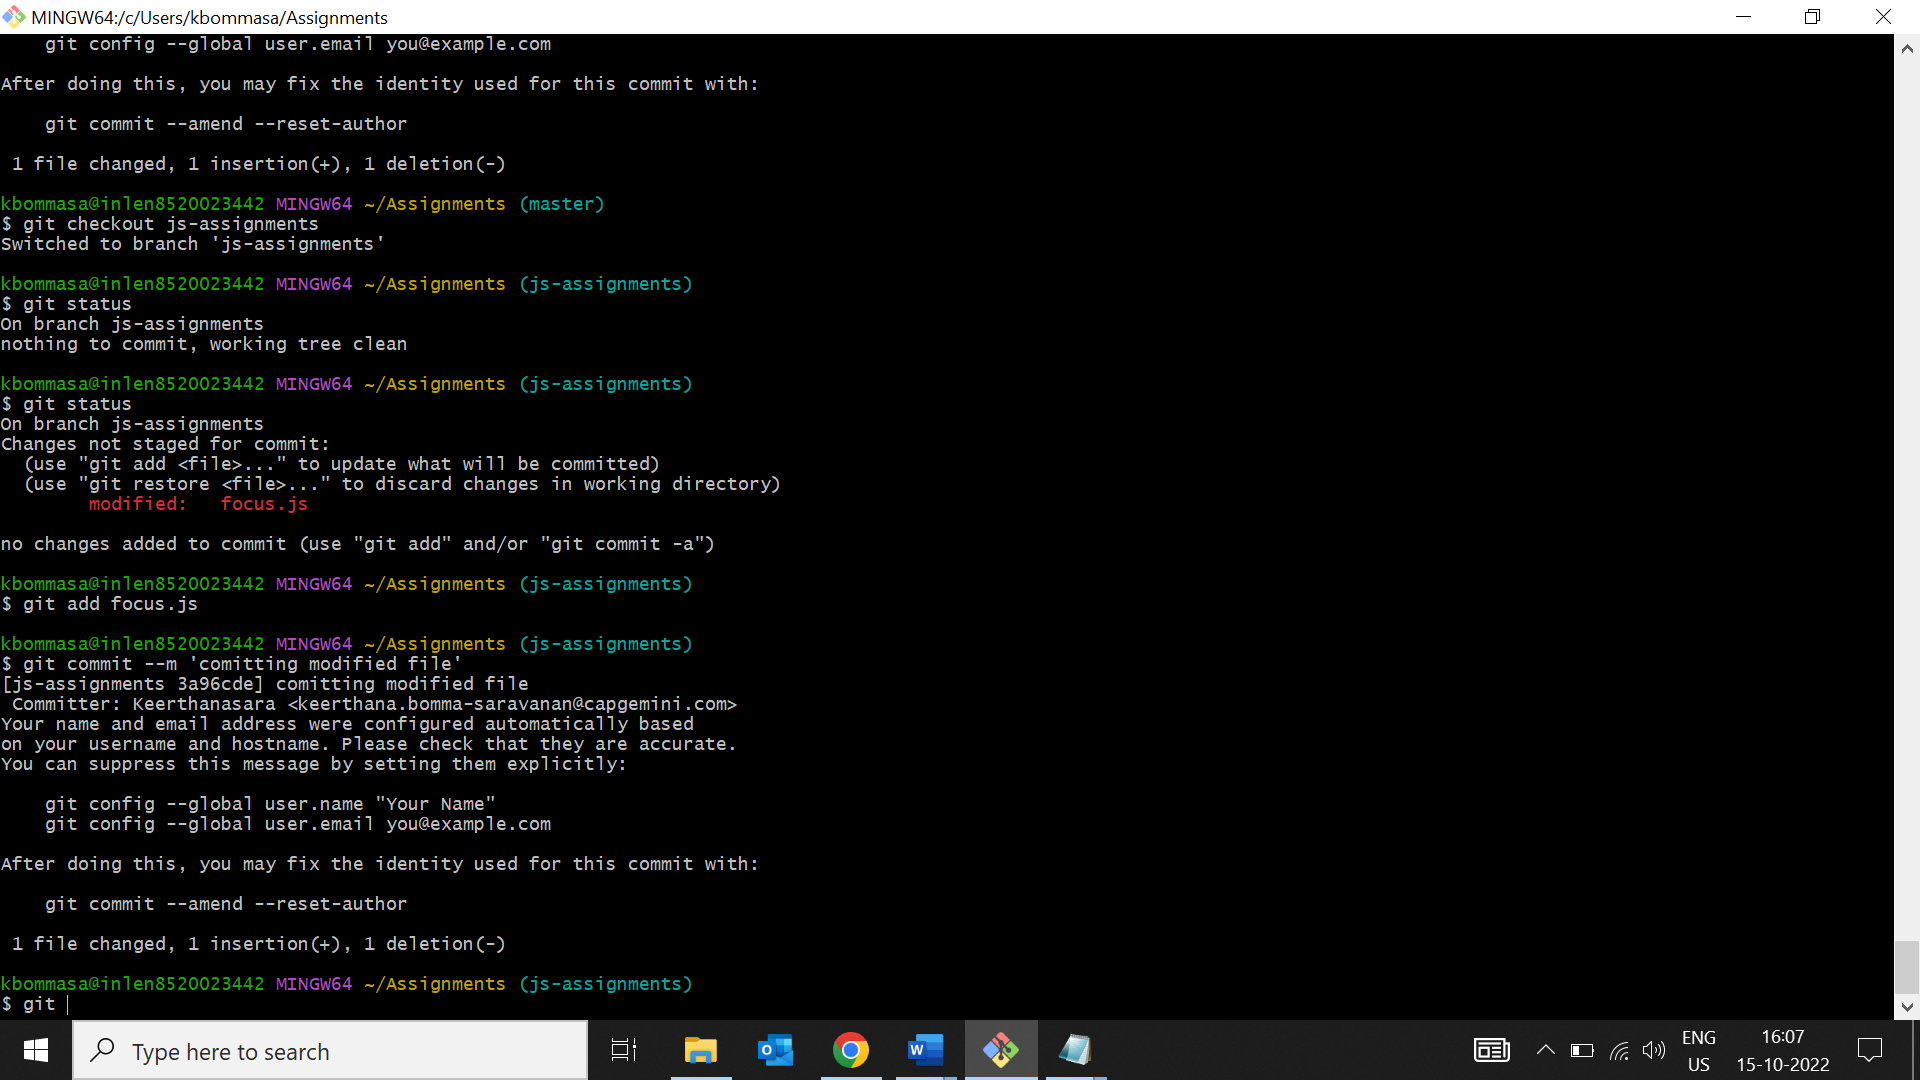 MINGW64:/c/Users/kbommasa/Assignments
    git config --global user.email you@example.com
After doing this, you may fix the identity used for this commit with:
    git commit --amend --reset-author
 1 file changed, 1 insertion(+), 1 deletion(-)
kbommasa@inlen8520023442 MINGW64 ~/Assignments (master)
$ git checkout js-assignments
Switched to branch 'js-assignments'
kbommasa@inlen8520023442 MINGW64 ~/Assignments (js-assignments)
$ git status
On branch js-assignments
nothing to commit, working tree clean
kbommasa@inlen8520023442 MINGW64 ~/Assignments (js-assignments)
$ git status
On branch js-assignments
Changes not staged for commit:
  (use "git add <file>..." to update what will be committed)
  (use "git restore <file>..." to discard changes in working directory)
        modified:   focus.js
no changes added to commit (use "git add" and/or "git commit -a")
kbommasa@inlen8520023442 MINGW64 ~/Assignments (js-assignments)
$ git add focus.js
kbommasa@inlen8520023442 MINGW64 ~/Assignments (js-assignments)
$ git commit --m 'comitting modified file'
[js-assignments 3a96cde] comitting modified file
 Committer: Keerthanasara <keerthana.bomma-saravanan@capgemini.com>
Your name and email address were configured automatically based
on your username and hostname. Please check that they are accurate.
You can suppress this message by setting them explicitly:
    git config --global user.name "Your Name"
    git config --global user.email you@example.com
After doing this, you may fix the identity used for this commit with:
    git commit --amend --reset-author
 1 file changed, 1 insertion(+), 1 deletion(-)
kbommasa@inlen8520023442 MINGW64 ~/Assignments (js-assignments)
$ git
Type here to search
ENG
US
16:07
15-10-2022